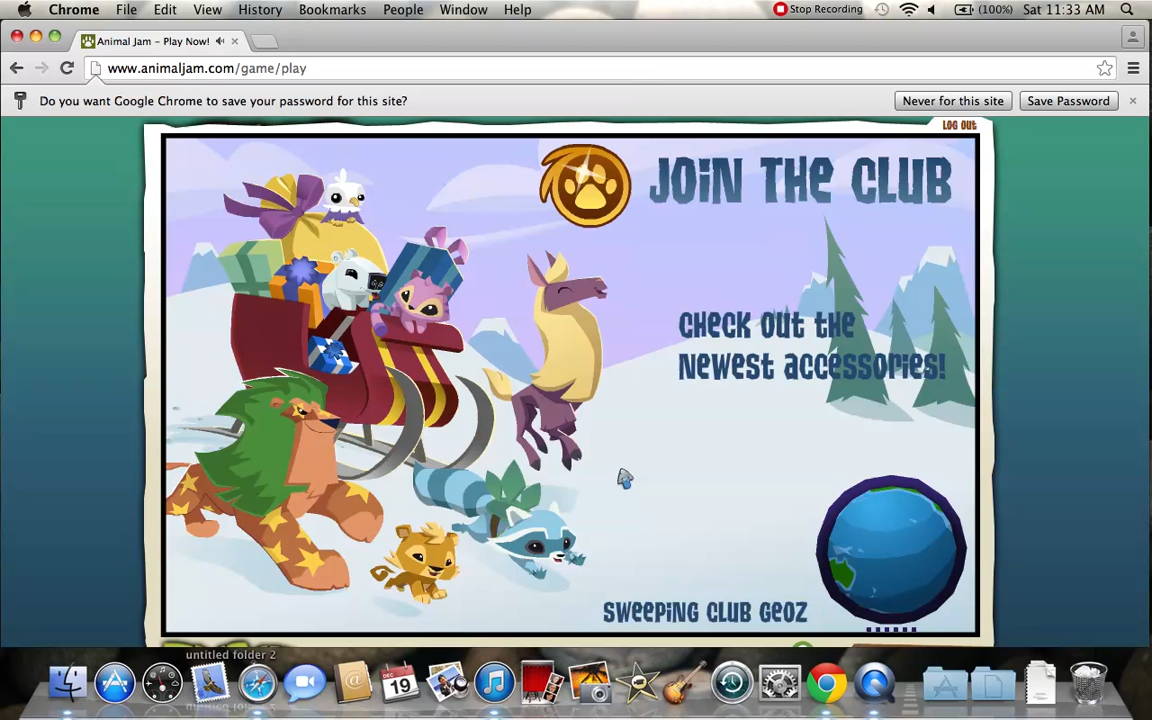 Chrome File Edit View History Bookmarks People Window Help Stop Recording (100%) Sat 11:33 AM
Animal Jam – Play Now!
www.animaljam.com/game/play
Do you want Google Chrome to save your password for this site? Never for this site Save Password
LOG OUT
JOIN THE CLUB
CHECK OUT THE
NEWEST ACCESSORIES!
SWEEPING CLUB GEOZ
untitled folder 2
DEC
19